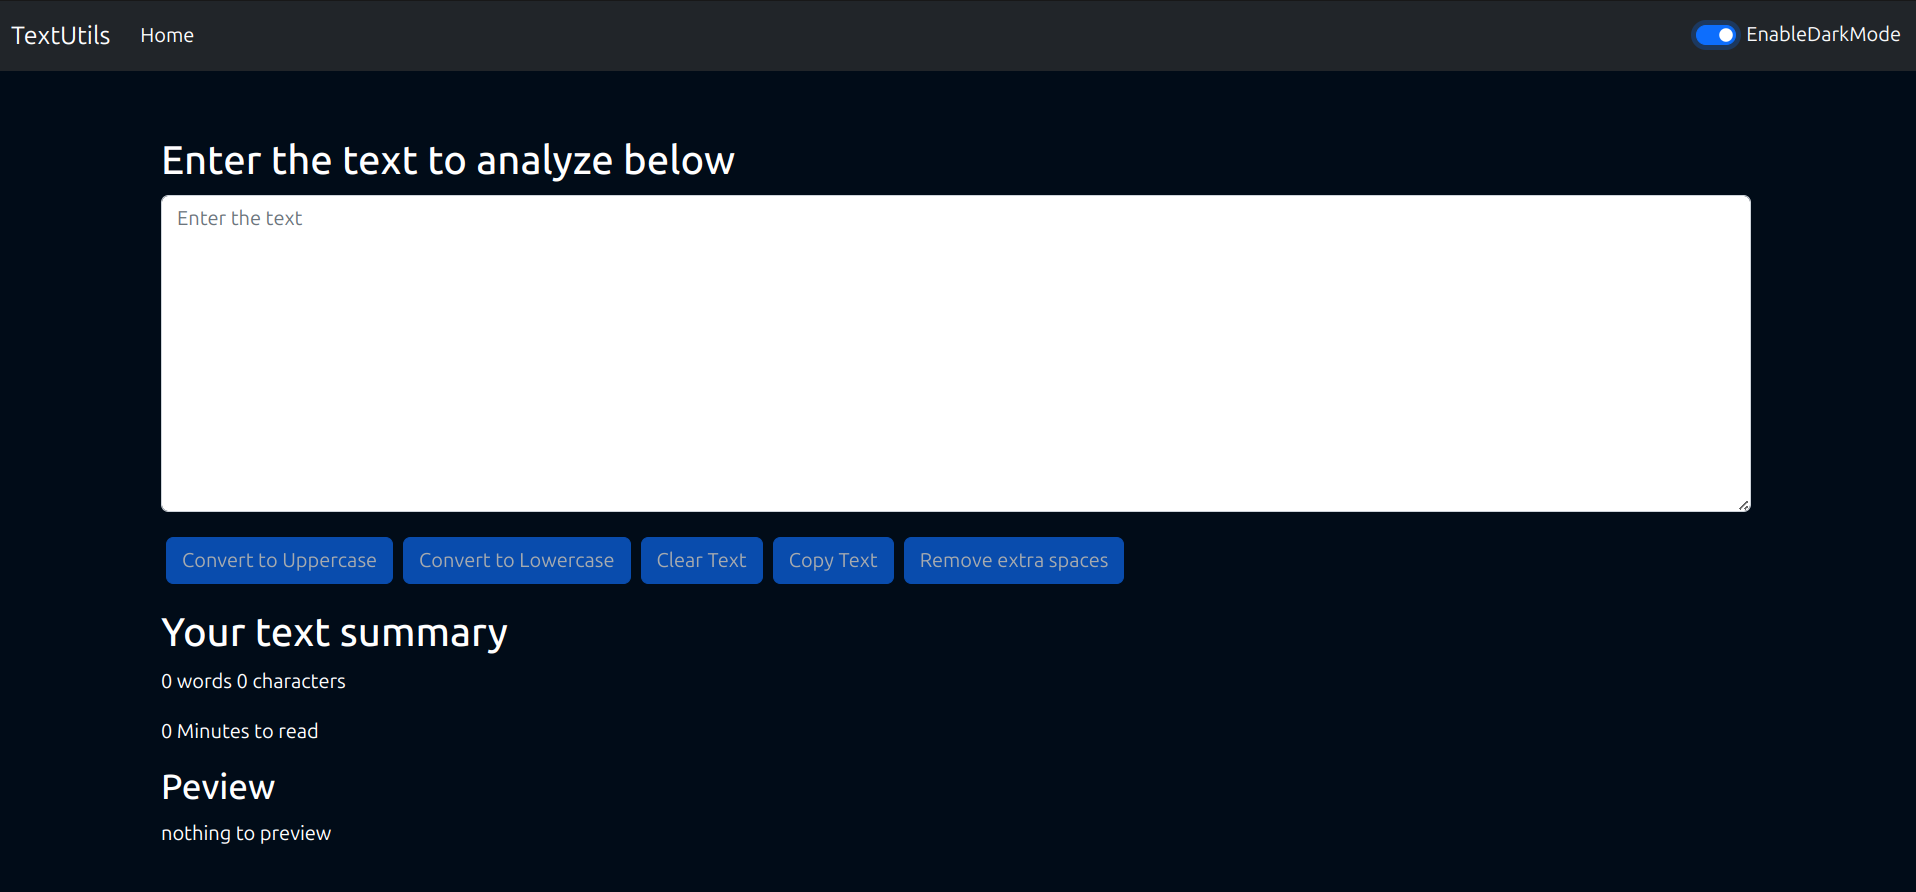 TextUtils Home EnableDarkMode
Enter the text to analyze below
Enter the text
Convert to Uppercase Convert to Lowercase Clear Text Copy Text Remove extra spaces
Your text summary
0 words 0 characters
0 Minutes to read
Peview
nothing to preview